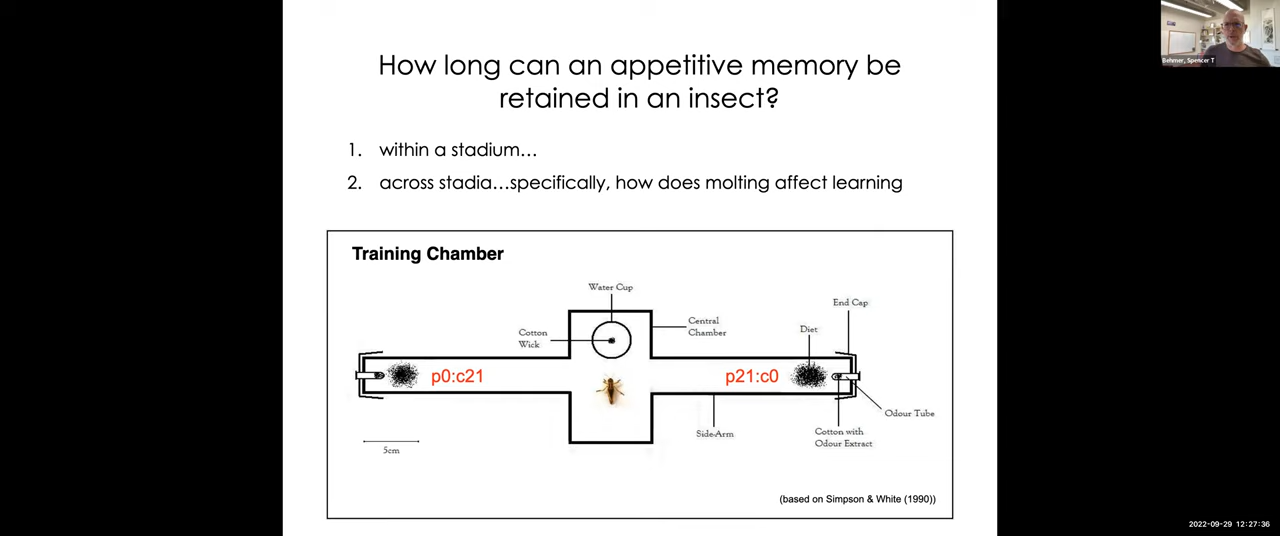 How long can an appetitive memory be
retained in an insect?
1. within a stadium…
2. across stadia…specifically, how does molting affect learning
Training Chamber
Water Cup
Cotton
Wick
Central
Chamber
End Cap
Diet
p0:c21
p21:c0
Odour Tube
Side-Arm
Cotton with
Odour Extract
5cm
(based on Simpson & White (1990))
Behmer, Spencer T
2022-09-29 12:27:36